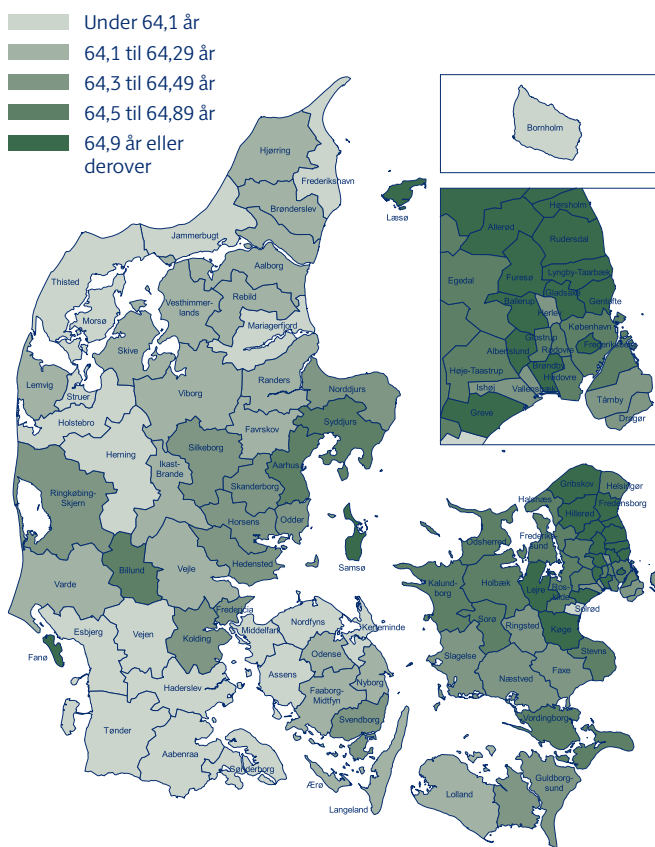 Under 64,1 år
64,1 til 64,29 år
64,3 til 64,49 år
64,5 til 64,89 år
64,9 år eller
derover
Bornholm
Hjørring
Frederikshavn
Brønderslev
Læsø
Jammerbugt
Aalborg
Thisted
Vesthimmer-
lands
Rebild
Morsø
Mariagerfjord
Skive
Lemvig
Struer
Viborg
Randers
Norddjurs
Holstebro
Favrskov
Syddjurs
Herning
Silkeborg
Ikast-
Brande
Aarhus
Ringkøbing-
Skjern
Skanderborg
Horsens
Odder
Samsø
Billund
Vejle
Hedensted
Varde
Fredericia
Esbjerg
Vejen
Kolding
Middelfart
Nordfyns
Kerteminde
Fanø
Odense
Haderslev
Assens
Nyborg
Faaborg-
Midtfyn
Svendborg
Tønder
Aabenraa
Sønderborg
Ærø
Langeland
Hørsholm
Allerød
Rudersdal
Egedal
Furesø
Lyngby-Taarbæk
Gladsaxe
Ballerup
Gentofte
Herlev
København
Glostrup
Frederiksberg
Albertslund
Rødovre
Høje-Taastrup
Brøndby
Hvidovre
Ishøj
Vallensbæk
Tårnby
Greve
Dragør
Gribskov
Helsingør
Halsnæs
Fredensborg
Hillerød
Odsherred
Frederiks-
sund
Kalund-
borg
Holbæk
Lejre
Ros-
kilde
Solrød
Sorø
Ringsted
Køge
Slagelse
Stevns
Næstved
Faxe
Vordingborg
Guldborg-
sund
Lolland